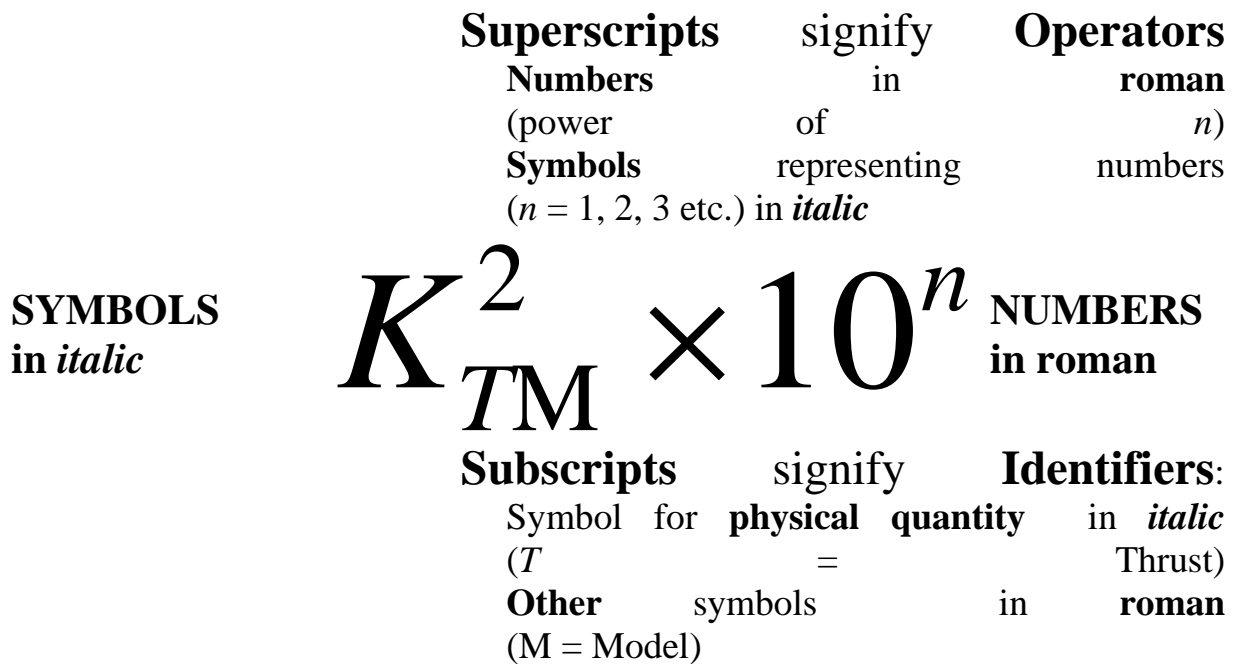 Superscripts signify Operators
Numbers in roman
(power of n)
Symbols representing numbers
(n = 1, 2, 3 etc.) in italic
SYMBOLS
in italic
K²_TM × 10ⁿ
NUMBERS
in roman
Subscripts signify Identifiers:
Symbol for physical quantity in italic
(T = Thrust)
Other symbols in roman
(M = Model)